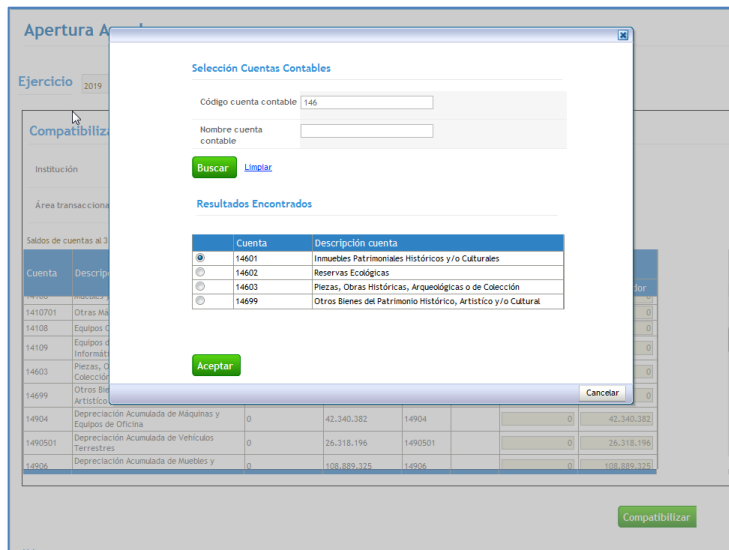 Apertura A
Selección Cuentas Contables
Ejercicio 2019
Código cuenta contable 146
Compatibiliza
Nombre cuenta
contable
Institución
Buscar Limpiar
Área transacciona
Resultados Encontrados
Saldos de cuentas al 3
Cuenta Descripción cuenta
14601 Inmuebles Patrimoniales Históricos y/o Culturales
14602 Reservas Ecológicas
14603 Piezas, Obras Históricas, Arqueológicas o de Colección
14699 Otros Bienes del Patrimonio Histórico, Artistíco y/o Cultural
Cuenta Descrip dor
0
1410701 Otras Má 0
14108 Equipos C 0
14109 Equipos d
Informáti 0
14603 Piezas, O
Colección 0
Aceptar
14699 Otros Bie
Artistíco 0
Cancelar
14904 Depreciación Acumulada de Máquinas y
Equipos de Oficina 0 42.340.382 14904 0 42.340.382
1490501 Depreciación Acumulada de Vehículos
Terrestres 0 26.318.196 1490501 0 26.318.196
14906 Depreciación Acumulada de Muebles y 0 108.889.325 14906 0 108.889.325
Compatibilizar